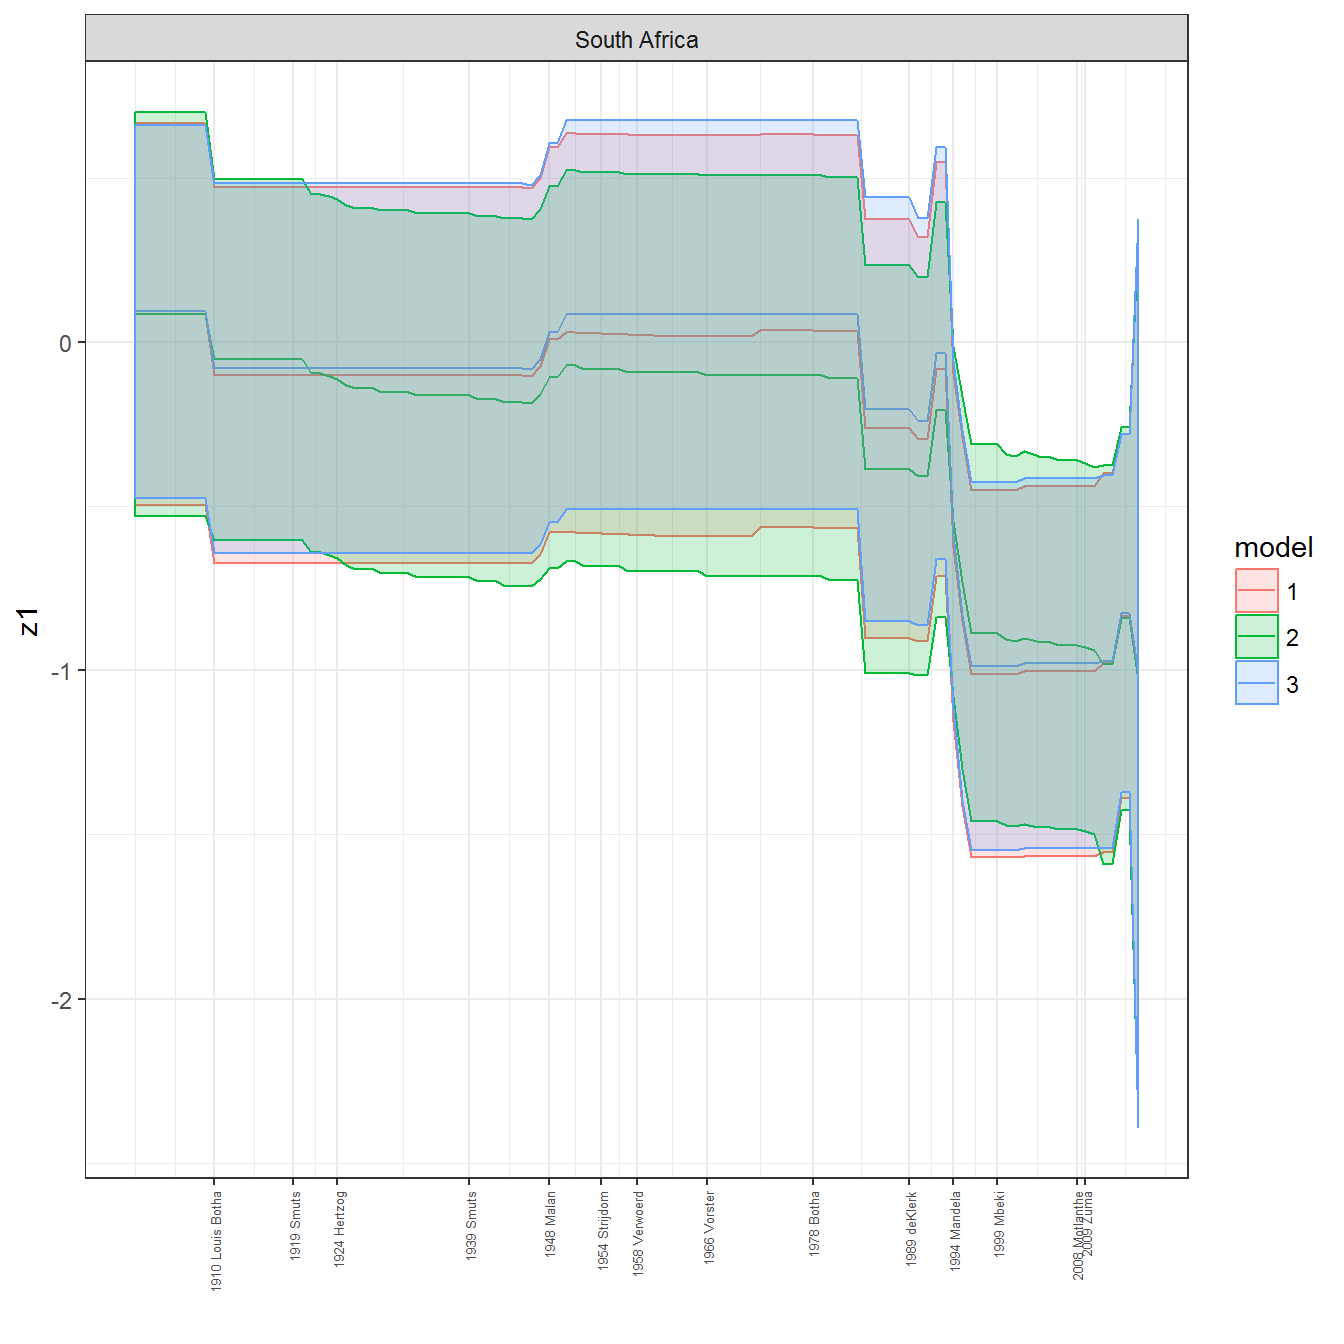 South Africa
z1
0
-1
-2
1910 Louis Botha
1919 Smuts
1924 Hertzog
1939 Smuts
1948 Malan
1954 Strijdom
1958 Verwoerd
1966 Vorster
1978 Botha
1989 deKlerk
1994 Mandela
1999 Mbeki
2008 Motlanthe
2009 Zuma
model
1
2
3